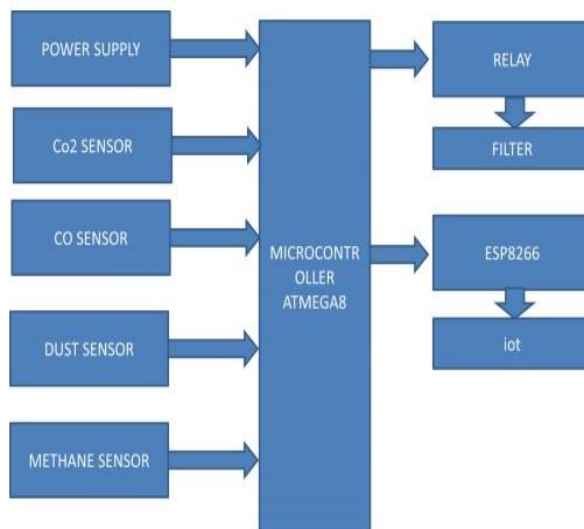 POWER SUPPLY
Co2 SENSOR
CO SENSOR
DUST SENSOR
METHANE SENSOR
MICROCONTR
OLLER
ATMEGA8
RELAY
FILTER
ESP8266
iot